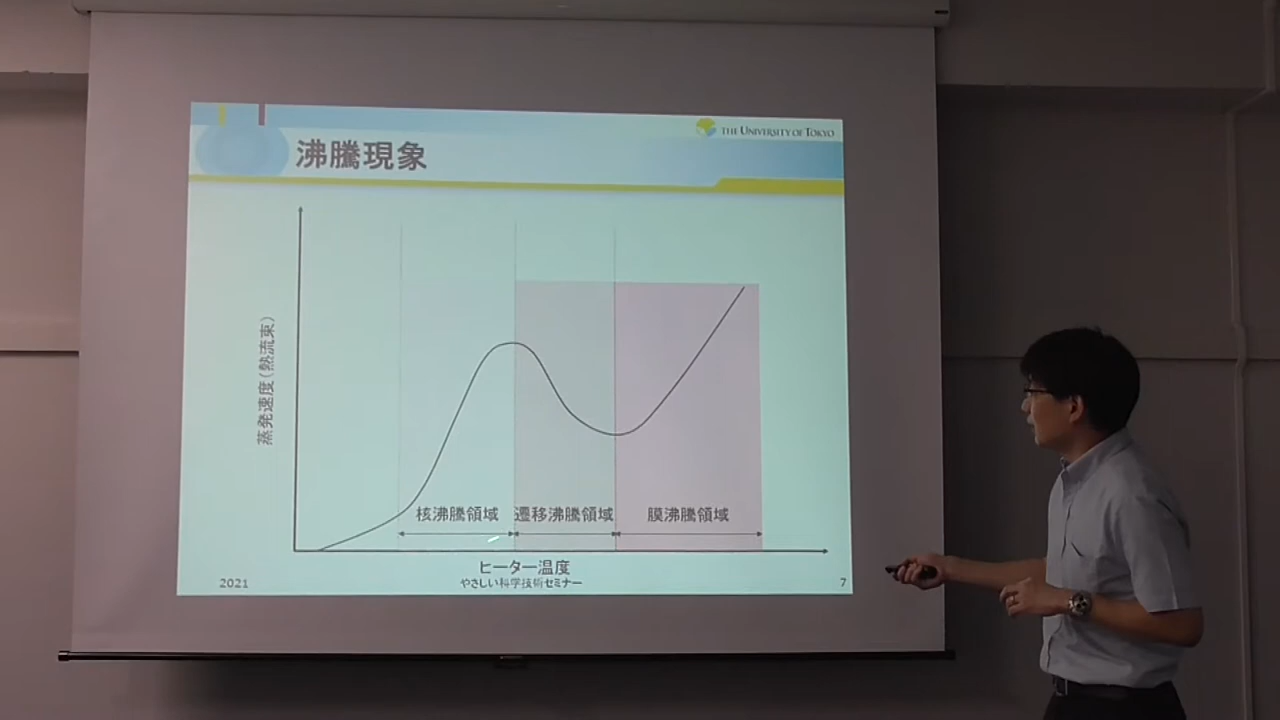 THE UNIVERSITY OF TOKYO
沸騰現象
蒸発速度(熱流束)
核沸騰領域
遷移沸騰領域
膜沸騰領域
ヒーター温度
2021
やさしい科学技術セミナー
7